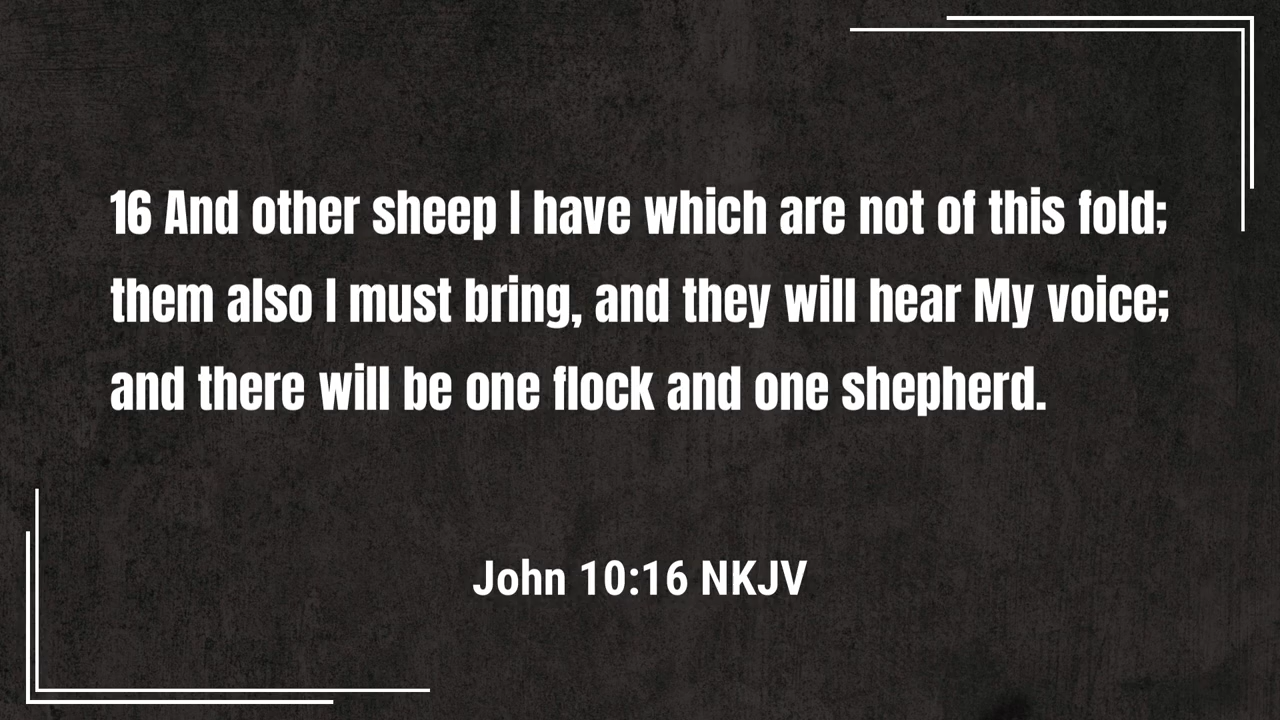 16 And other sheep I have which are not of this fold;
them also I must bring, and they will hear My voice;
and there will be one flock and one shepherd.
John 10:16 NKJV